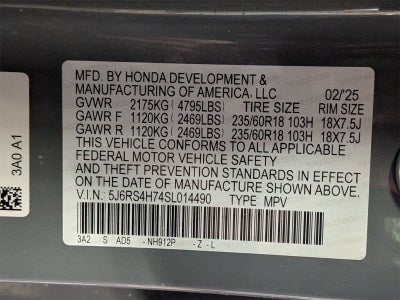 MFD. BY HONDA DEVELOPMENT &
MANUFACTURING OF AMERICA, LLC 02/'25
GVWR 2175KG (4795LBS) TIRE SIZE RIM SIZE
GAWR F 1120KG (2469LBS) 235/60R18 103H 18X7.5J
GAWR R 1120KG (2469LBS) 235/60R18 103H 18X7.5J
THIS VEHICLE CONFORMS TO ALL APPLICABLE
FEDERAL MOTOR VEHICLE SAFETY
AND THEFT PREVENTION STANDARDS IN EFFECT
ON THE DATE OF MANUFACTURE SHOWN ABOVE.
V.I.N.: 5J6RS4H74SL014490 TYPE: MPV
3A2 S AD5 - NH912P - Z - L
3A0 A1